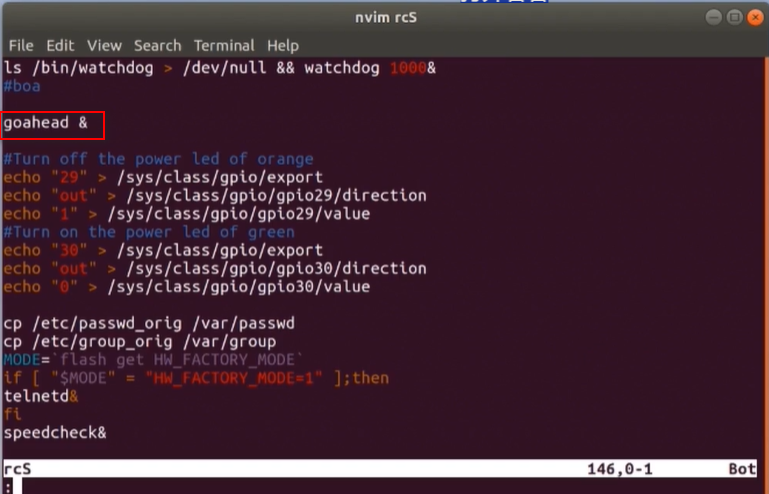 nvim rcS
File Edit View Search Terminal Help
ls /bin/watchdog > /dev/null && watchdog 1000&
#boa
goahead &
#Turn off the power led of orange
echo "29" > /sys/class/gpio/export
echo "out" > /sys/class/gpio/gpio29/direction
echo "1" > /sys/class/gpio/gpio29/value
#Turn on the power led of green
echo "30" > /sys/class/gpio/export
echo "out" > /sys/class/gpio/gpio30/direction
echo "0" > /sys/class/gpio/gpio30/value
cp /etc/passwd_orig /var/passwd
cp /etc/group_orig /var/group
MODE=`flash get HW_FACTORY_MODE`
if [ "$MODE" = "HW_FACTORY_MODE=1" ];then
telnetd&
fi
speedcheck&
rcS 146,0-1 Bot
: